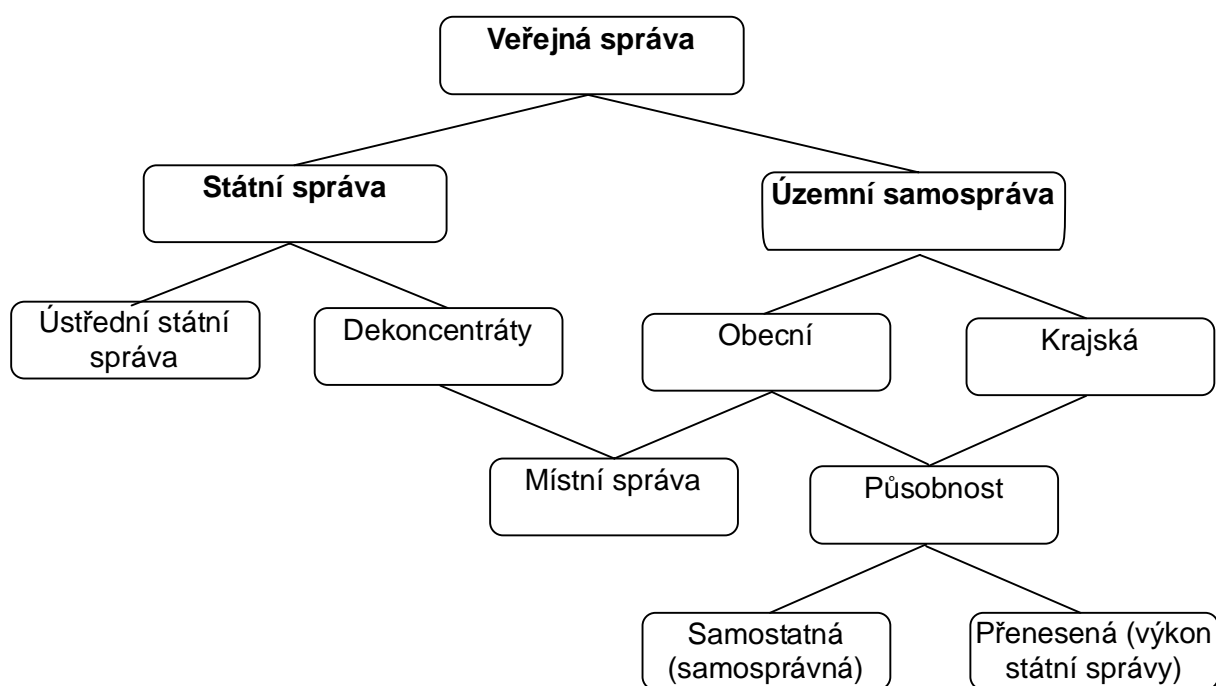 Veřejná správa
Státní správa
Územní samospráva
Ústřední státní
správa
Dekoncentráty
Obecní
Krajská
Místní správa
Působnost
Samostatná
(samosprávná)
Přenesená (výkon
státní správy)